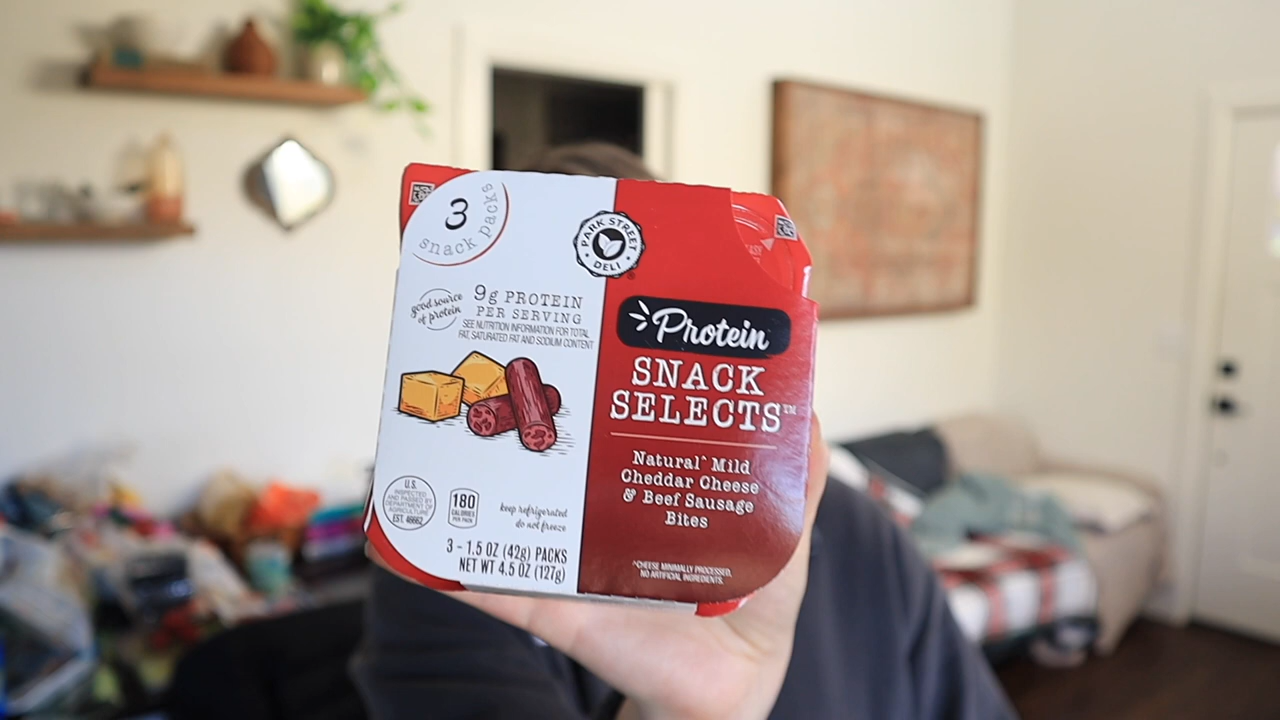 3
snack packs
PARK STREET
DELI
good source
of protein
9g PROTEIN
PER SERVING
SEE NUTRITION INFORMATION FOR TOTAL
FAT, SATURATED FAT AND SODIUM CONTENT
Protein
SNACK
SELECTS™
Natural^ Mild
Cheddar Cheese
& Beef Sausage
Bites
U.S.
INSPECTED
AND PASSED BY
DEPARTMENT OF
AGRICULTURE
EST. 46662
180
CALORIES
PER PACK
keep refrigerated
do not freeze
3 – 1.5 OZ (42g) PACKS
NET WT 4.5 OZ (127g)
^CHEESE MINIMALLY PROCESSED,
NO ARTIFICIAL INGREDIENTS.